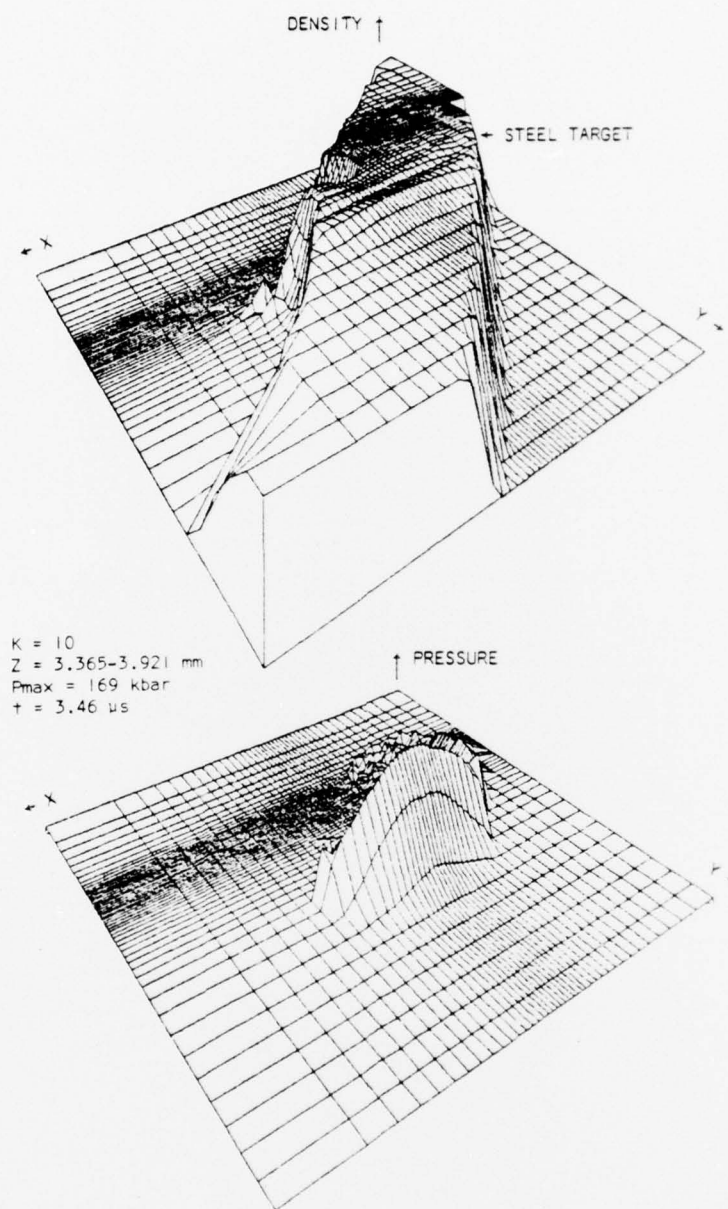 DENSITY ↑
← STEEL TARGET
← X
Y →
K = 10
Z = 3.365-3.921 mm
Pmax = 169 kbar
t = 3.46 µs
↑ PRESSURE
← X
Y →